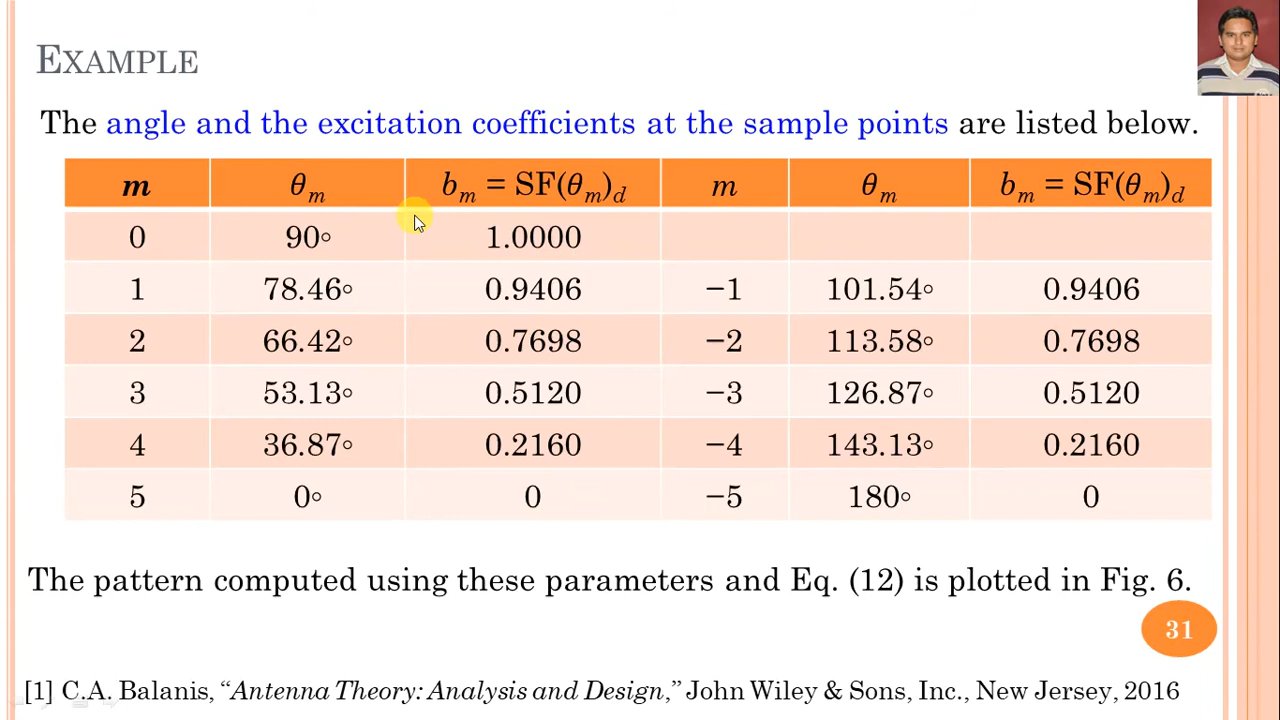 EXAMPLE
The angle and the excitation coefficients at the sample points are listed below.
m θm bm = SF(θm)d m θm bm = SF(θm)d
0 90° 1.0000
1 78.46° 0.9406 −1 101.54° 0.9406
2 66.42° 0.7698 −2 113.58° 0.7698
3 53.13° 0.5120 −3 126.87° 0.5120
4 36.87° 0.2160 −4 143.13° 0.2160
5 0° 0 −5 180° 0
The pattern computed using these parameters and Eq. (12) is plotted in Fig. 6.
31
[1] C.A. Balanis, “Antenna Theory: Analysis and Design,” John Wiley & Sons, Inc., New Jersey, 2016